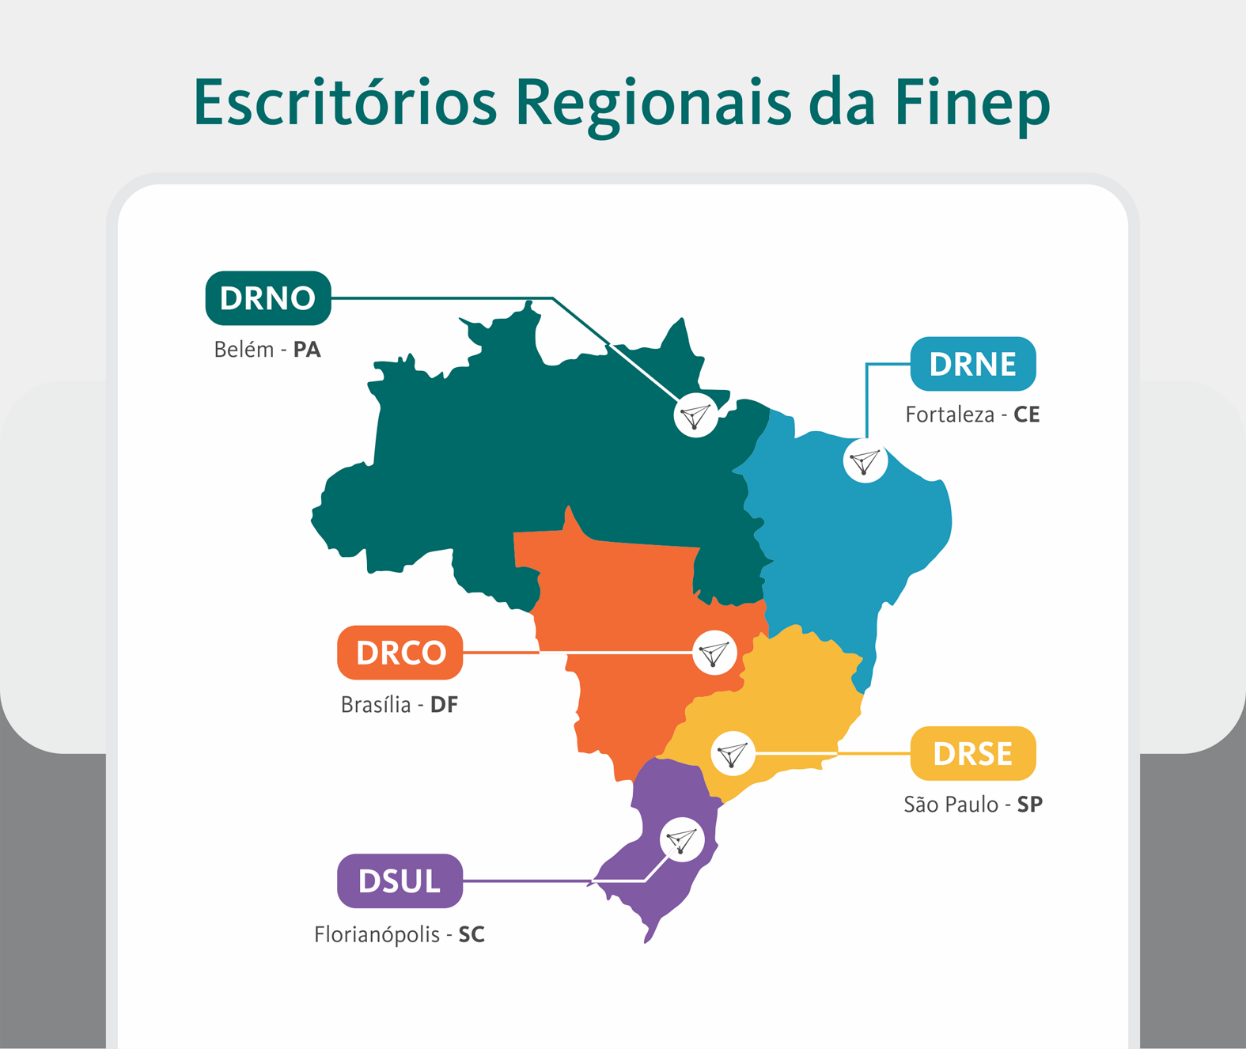 Escritórios Regionais da Finep
DRNO
Belém - PA
DRNE
Fortaleza - CE
DRCO
Brasília - DF
DRSE
São Paulo - SP
DSUL
Florianópolis - SC